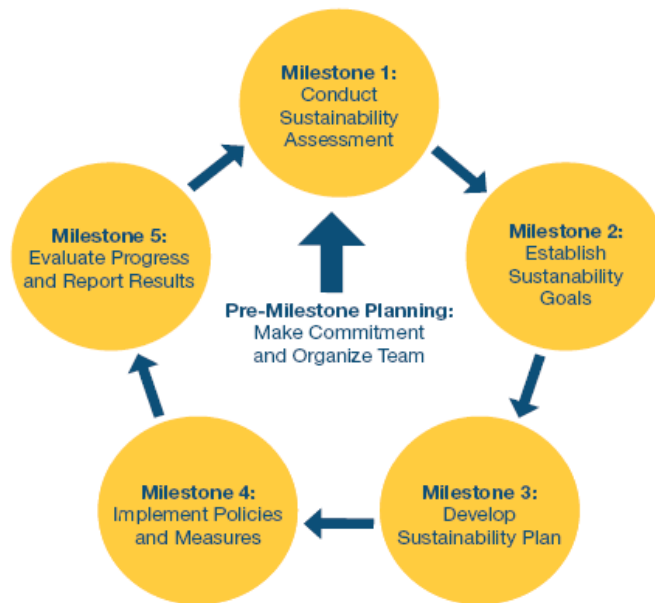 Milestone 1:
Conduct
Sustainability
Assessment
Milestone 2:
Establish
Sustanability
Goals
Milestone 3:
Develop
Sustainability Plan
Milestone 4:
Implement Policies
and Measures
Milestone 5:
Evaluate Progress
and Report Results
Pre-Milestone Planning:
Make Commitment
and Organize Team